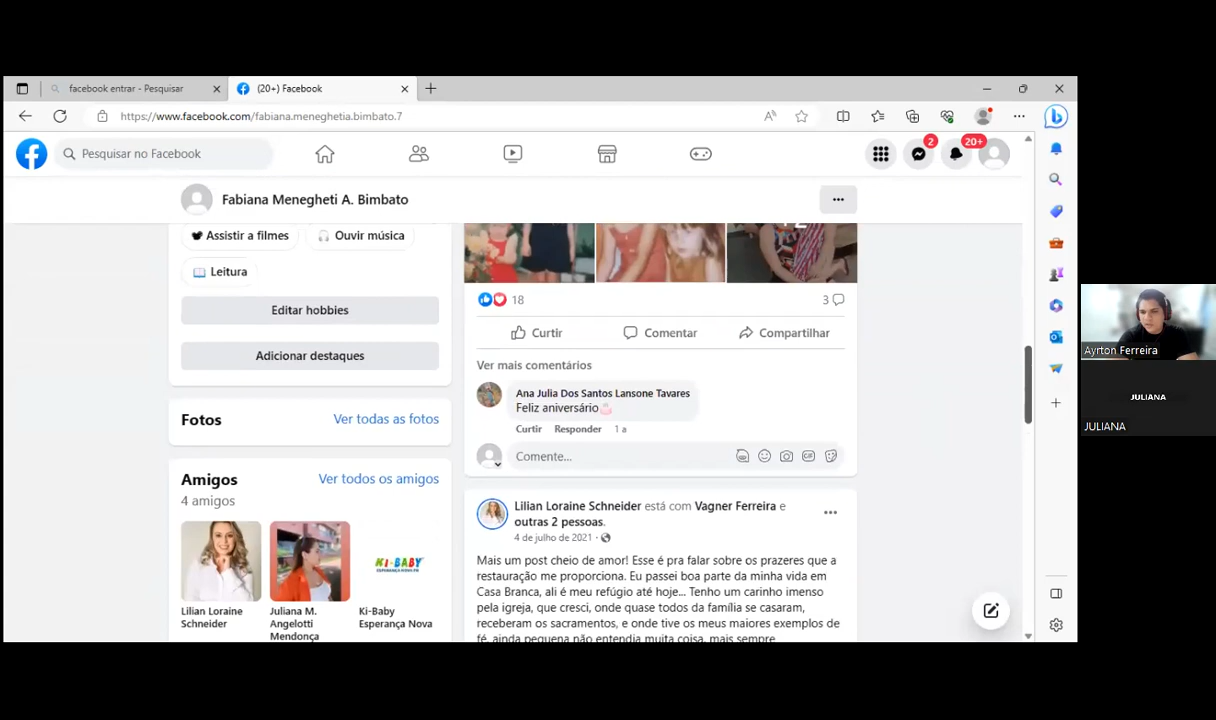 facebook entrar - Pesquisar
(20+) Facebook
https://www.facebook.com/fabiana.meneghetia.bimbato.7
Pesquisar no Facebook
2
20+
Fabiana Menegheti A. Bimbato
Assistir a filmes
Ouvir música
Leitura
Editar hobbies
Adicionar destaques
Fotos
Ver todas as fotos
Amigos
Ver todos os amigos
4 amigos
Lilian Loraine
Schneider
Juliana M.
Angelotti
Mendonça
KI-BABY
Ki-Baby
Esperança Nova
18
3
Curtir
Comentar
Compartilhar
Ver mais comentários
Ana Julia Dos Santos Lansone Tavares
Feliz aniversário
Curtir Responder 1 a
Comente...
GIF
Lilian Loraine Schneider está com Vagner Ferreira e
outras 2 pessoas.
4 de julho de 2021 ·
Mais um post cheio de amor! Esse é pra falar sobre os prazeres que a
restauração me proporciona. Eu passei boa parte da minha vida em
Casa Branca, ali é meu refúgio até hoje... Tenho um carinho imenso
pela igreja, que cresci, onde quase todos da família se casaram,
receberam os sacramentos, e onde tive os meus maiores exemplos de
fé, ainda pequena não entendia muita coisa, mais sempre
Ayrton Ferreira
JULIANA
JULIANA